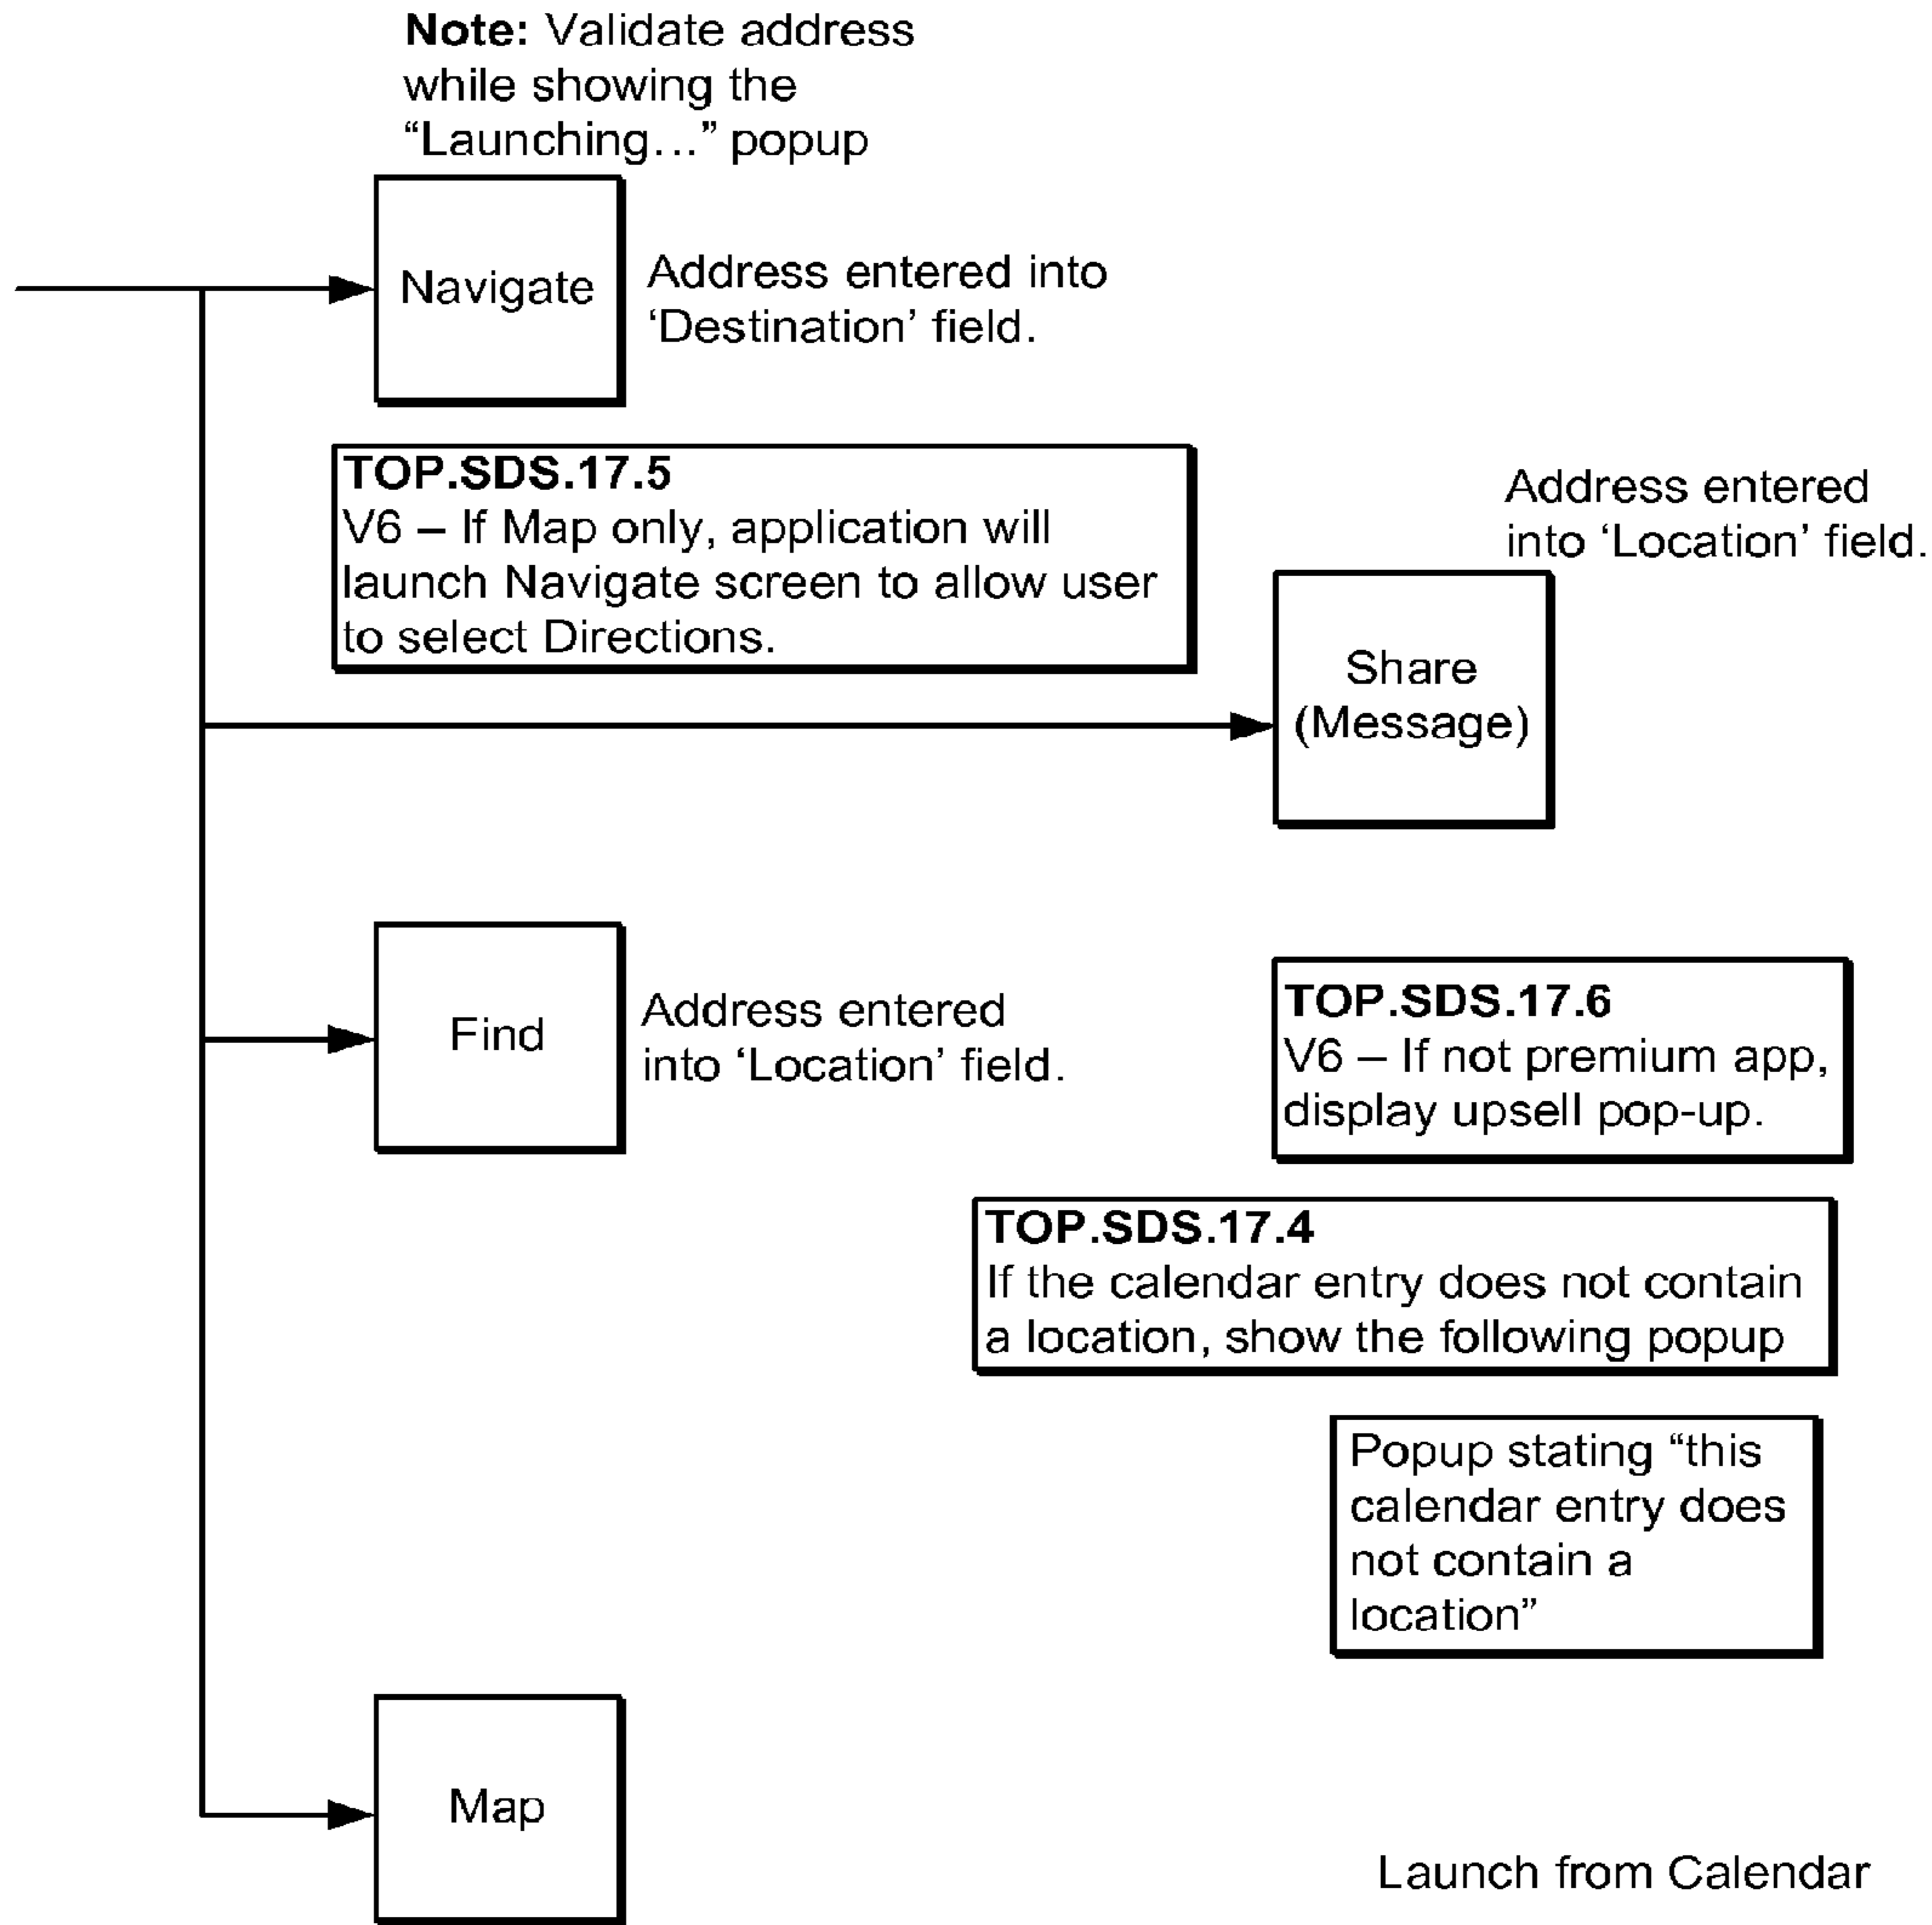 Note: Validate address
while showing the
“Launching…” popup
Navigate
Address entered into
‘Destination’ field.
TOP.SDS.17.5
V6 – If Map only, application will
launch Navigate screen to allow user
to select Directions.
Address entered
into ‘Location’ field.
Share
(Message)
Find
Address entered
into ‘Location’ field.
TOP.SDS.17.6
V6 – If not premium app,
display upsell pop-up.
TOP.SDS.17.4
If the calendar entry does not contain
a location, show the following popup
Popup stating “this
calendar entry does
not contain a
location”
Map
Launch from Calendar